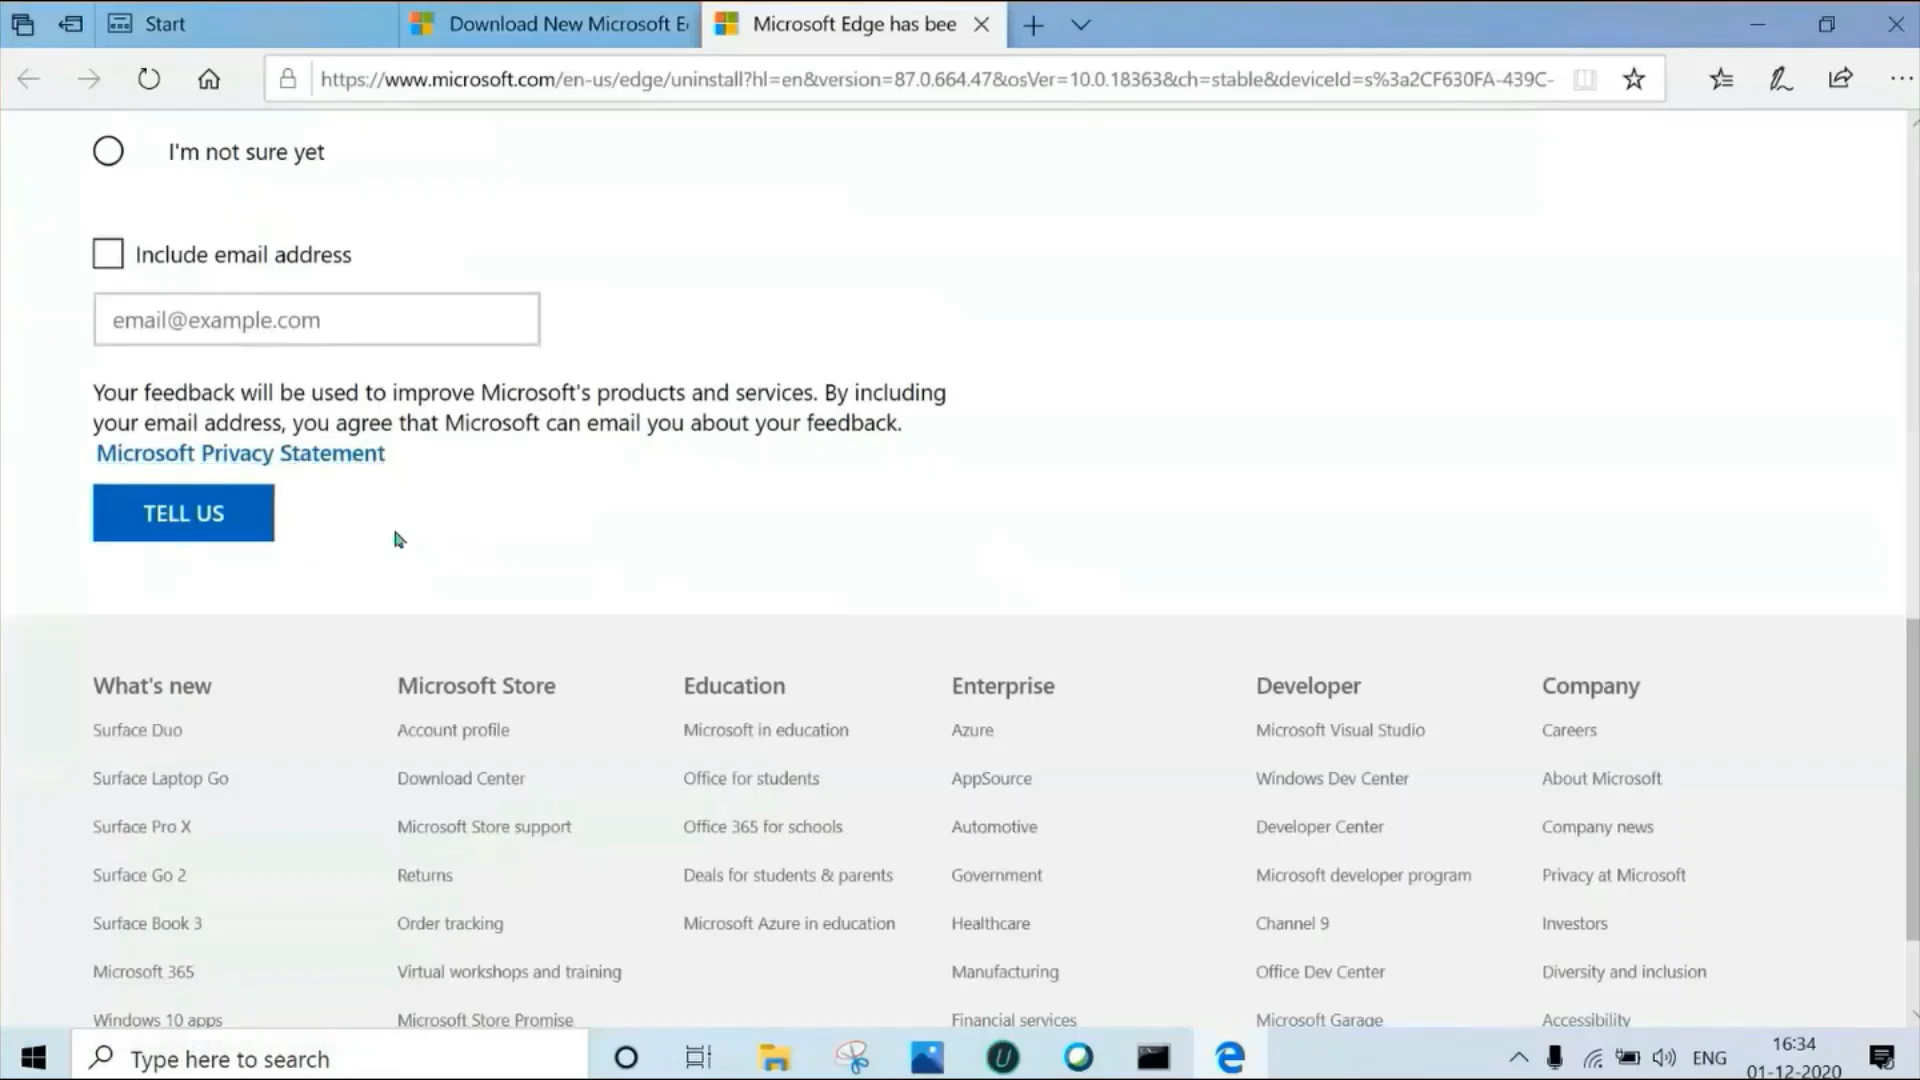 Start
Download New Microsoft E
Microsoft Edge has bee
https://www.microsoft.com/en-us/edge/uninstall?hl=en&version=87.0.664.47&osVer=10.0.18363&ch=stable&deviceId=s%3a2CF630FA-439C-
I'm not sure yet
Include email address
email@example.com
Your feedback will be used to improve Microsoft's products and services. By including
your email address, you agree that Microsoft can email you about your feedback.
Microsoft Privacy Statement
TELL US
What's new
Surface Duo
Surface Laptop Go
Surface Pro X
Surface Go 2
Surface Book 3
Microsoft 365
Windows 10 apps
Microsoft Store
Account profile
Download Center
Microsoft Store support
Returns
Order tracking
Virtual workshops and training
Microsoft Store Promise
Education
Microsoft in education
Office for students
Office 365 for schools
Deals for students & parents
Microsoft Azure in education
Enterprise
Azure
AppSource
Automotive
Government
Healthcare
Manufacturing
Financial services
Developer
Microsoft Visual Studio
Windows Dev Center
Developer Center
Microsoft developer program
Channel 9
Office Dev Center
Microsoft Garage
Company
Careers
About Microsoft
Company news
Privacy at Microsoft
Investors
Diversity and inclusion
Accessibility
Type here to search
ENG
16:34
01-12-2020